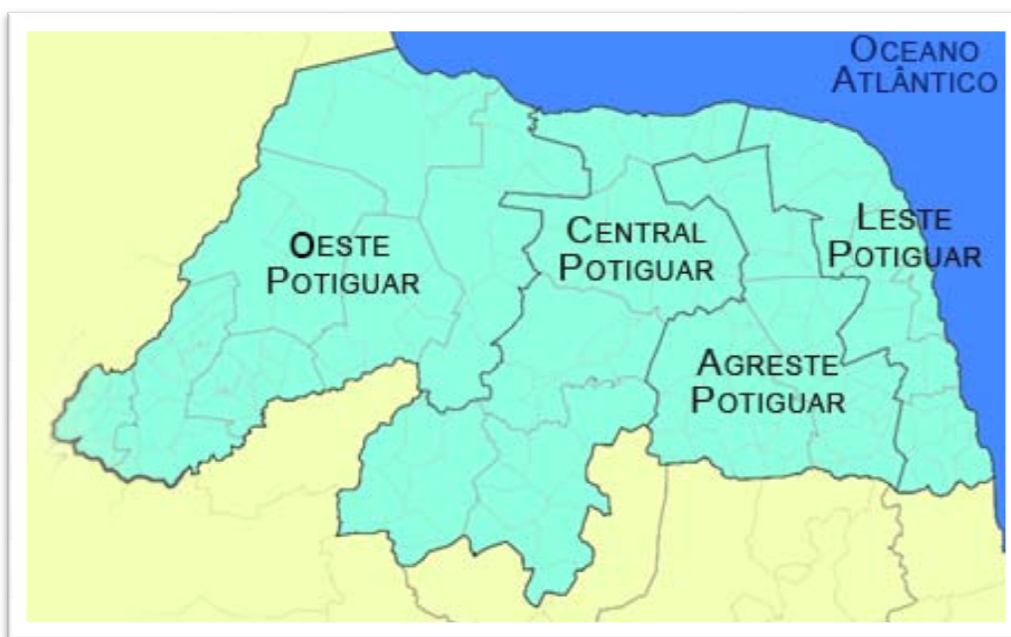 OCEANO
ATLÂNTICO
OESTE
POTIGUAR
CENTRAL
POTIGUAR
LESTE
POTIGUAR
AGRESTE
POTIGUAR